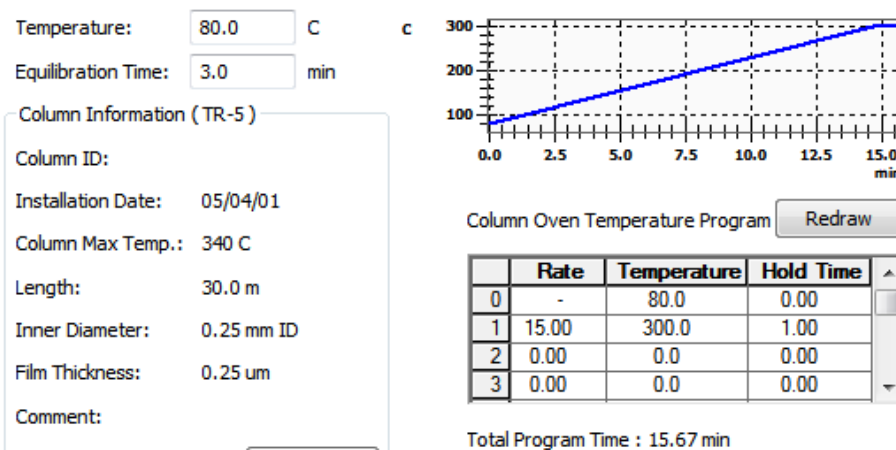 Temperature: 80.0 C
Equilibration Time: 3.0 min
Column Information ( TR-5 )
Column ID:
Installation Date: 05/04/01
Column Max Temp.: 340 C
Length: 30.0 m
Inner Diameter: 0.25 mm ID
Film Thickness: 0.25 um
Comment:
C
300
200
100
0.0 2.5 5.0 7.5 10.0 12.5 15.0
min
Column Oven Temperature Program Redraw
Rate Temperature Hold Time
0 - 80.0 0.00
1 15.00 300.0 1.00
2 0.00 0.0 0.00
3 0.00 0.0 0.00
Total Program Time : 15.67 min